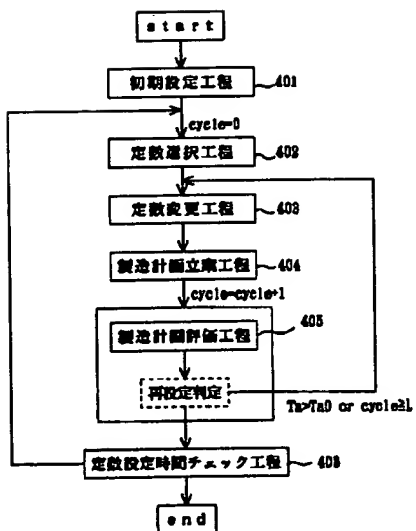 start
初期設定工程 401
cycle=0
定数選択工程 402
定数変更工程 403
製造計画立案工程 404
cycle=cycle+1
405
製造計画評価工程
再設定判定
Ta>Ta0 or cycle≧L
定数設定時間チェック工程 406
end